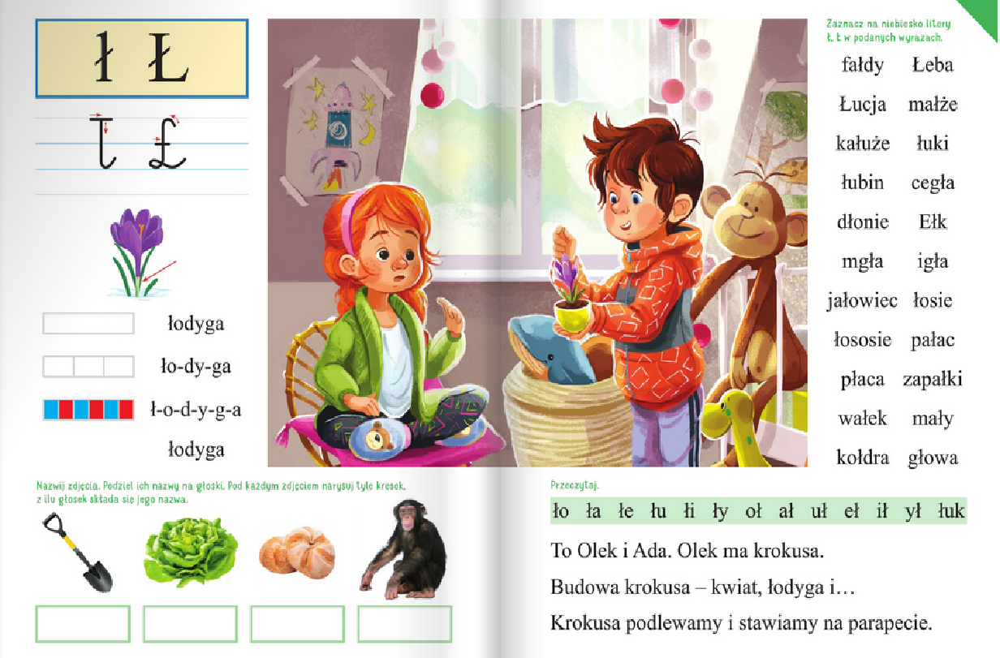 ł Ł
ł Ł
łodyga
ło-dy-ga
ł-o-d-y-g-a
łodyga
Nazwij zdjęcia. Podziel ich nazwy na głoski. Pod każdym zdjęciem narysuj tyle kresek,
z ilu głosek składa się jego nazwa.
Zaznacz na niebiesko litery
ł, Ł w podanych wyrazach.
fałdy Łeba
Łucja małże
kałuże łuki
łubin cegła
dłonie Ełk
mgła igła
jałowiec łosie
łososie pałac
płaca zapałki
wałek mały
kołdra głowa
Przeczytaj.
ło ła łe łu łi ły oł ał uł eł ił ył łuk
To Olek i Ada. Olek ma krokusa.
Budowa krokusa – kwiat, łodyga i…
Krokusa podlewamy i stawiamy na parapecie.